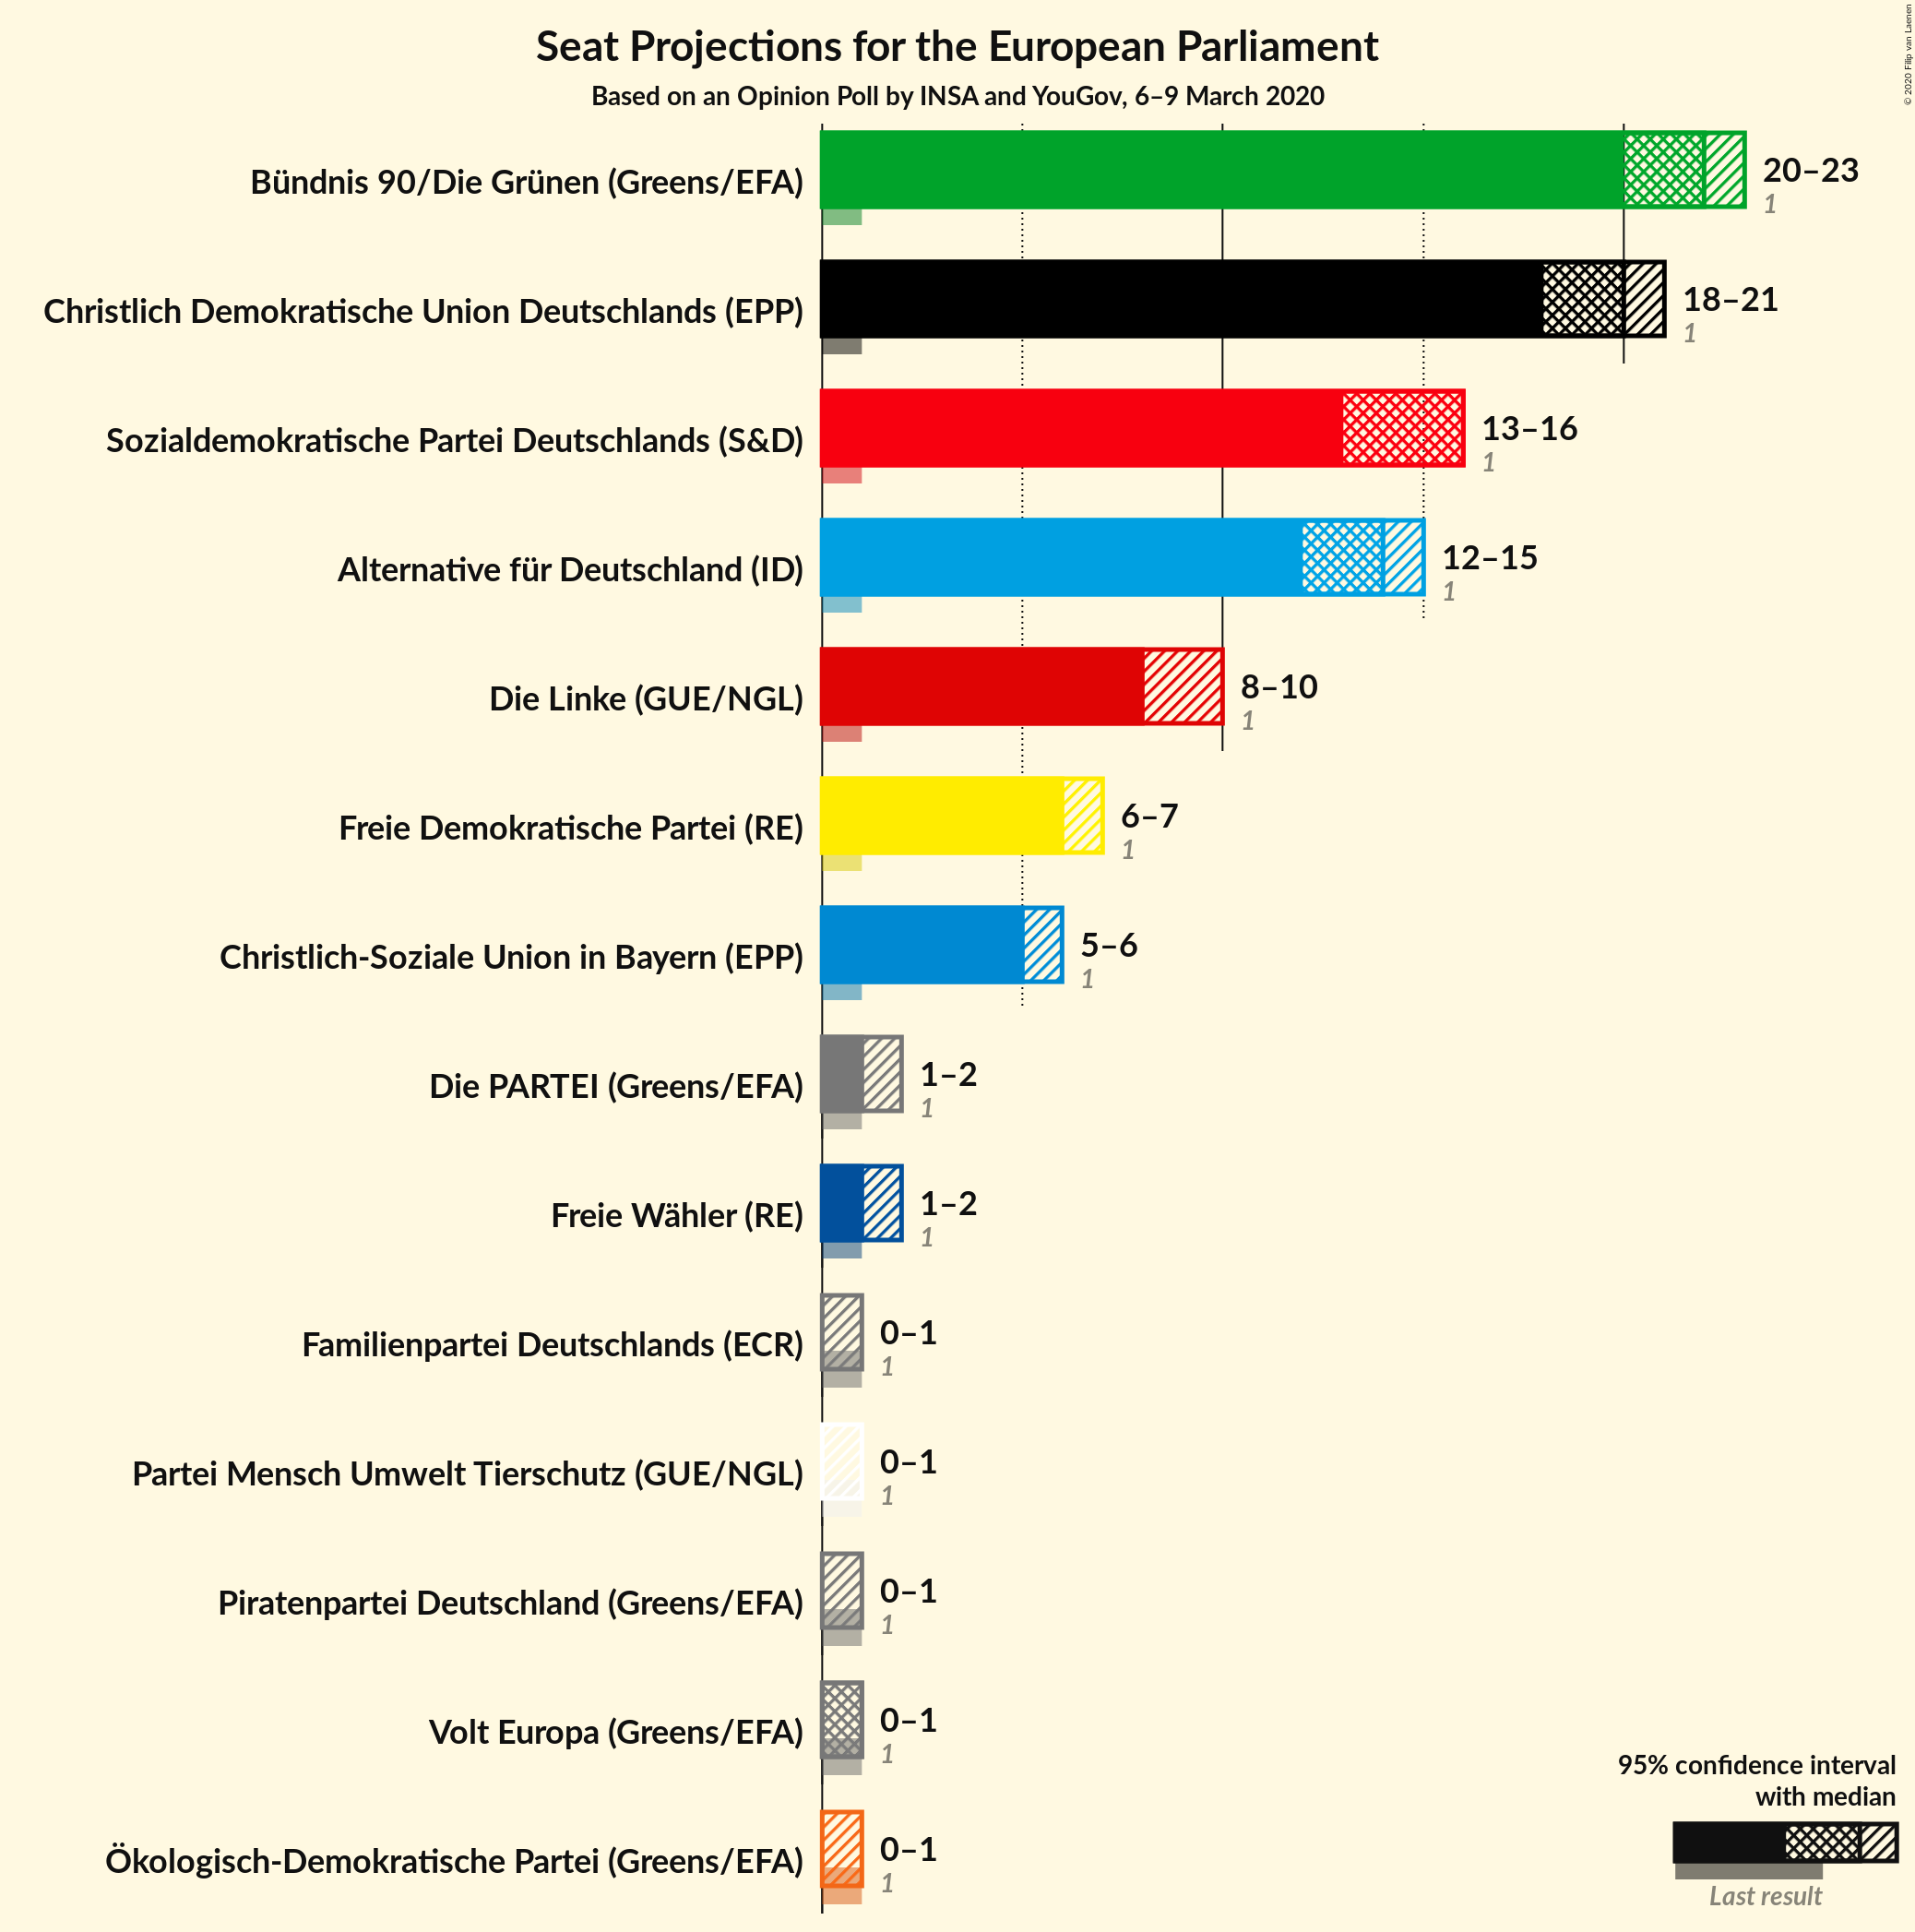 Seat Projections for the European Parliament
Based on an Opinion Poll by INSA and YouGov, 6–9 March 2020
© 2020 Filip van Laenen
Bündnis 90/Die Grünen (Greens/EFA)
20–23
1
Christlich Demokratische Union Deutschlands (EPP)
18–21
1
Sozialdemokratische Partei Deutschlands (S&D)
13–16
1
Alternative für Deutschland (ID)
12–15
1
Die Linke (GUE/NGL)
8–10
1
Freie Demokratische Partei (RE)
6–7
1
Christlich-Soziale Union in Bayern (EPP)
5–6
1
Die PARTEI (Greens/EFA)
1–2
1
Freie Wähler (RE)
1–2
1
Familienpartei Deutschlands (ECR)
0–1
1
Partei Mensch Umwelt Tierschutz (GUE/NGL)
0–1
1
Piratenpartei Deutschland (Greens/EFA)
0–1
1
Volt Europa (Greens/EFA)
0–1
1
Ökologisch-Demokratische Partei (Greens/EFA)
0–1
1
95% confidence interval
with median
Last result